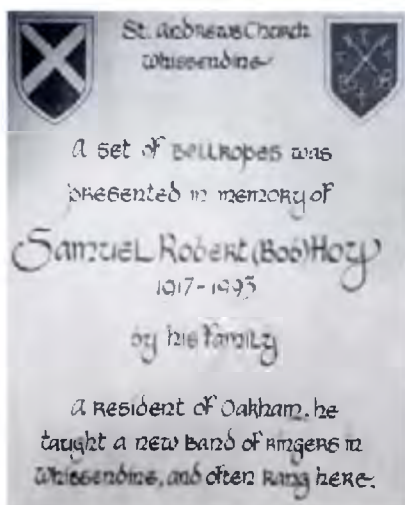 St. Andrews Church
Whissendine
A set of bellropes was
presented in memory of
Samuel Robert (Bob) Hoy
1917-1995
by his family
A resident of Oakham, he
taught a new band of ringers in
Whissendine, and often rang here.